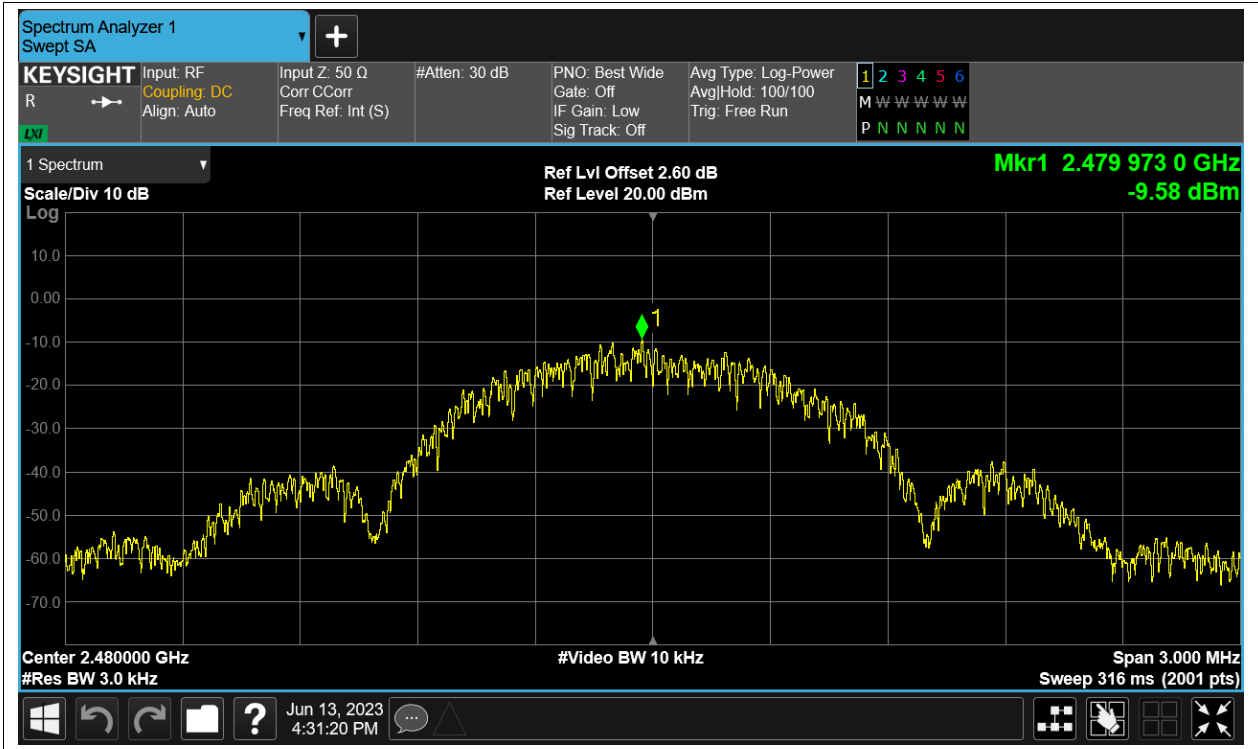 Spectrum Analyzer 1
Swept SA
+
KEYSIGHT
R
LXI
Input: RF
Coupling: DC
Align: Auto
Input Z: 50 Ω
Corr CCorr
Freq Ref: Int (S)
#Atten: 30 dB
PNO: Best Wide
Gate: Off
IF Gain: Low
Sig Track: Off
Avg Type: Log-Power
Avg|Hold: 100/100
Trig: Free Run
1 2 3 4 5 6
M W W W W W
P N N N N N
1 Spectrum
Scale/Div 10 dB
Log
Ref Lvl Offset 2.60 dB
Ref Level 20.00 dBm
Mkr1 2.479 973 0 GHz
-9.58 dBm
10.0
0.00
-10.0
-20.0
-30.0
-40.0
-50.0
-60.0
-70.0
1
Center 2.480000 GHz
#Res BW 3.0 kHz
#Video BW 10 kHz
Span 3.000 MHz
Sweep 316 ms (2001 pts)
?
Jun 13, 2023
4:31:20 PM